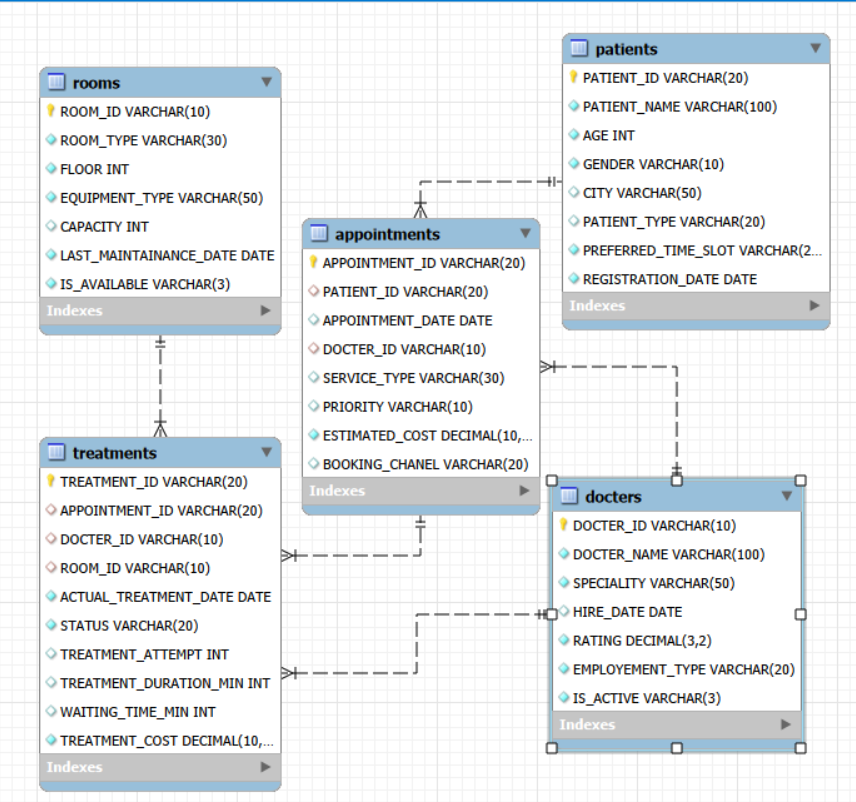 rooms
ROOM_ID VARCHAR(10)
ROOM_TYPE VARCHAR(30)
FLOOR INT
EQUIPMENT_TYPE VARCHAR(50)
CAPACITY INT
LAST_MAINTAINANCE_DATE DATE
IS_AVAILABLE VARCHAR(3)
Indexes
patients
PATIENT_ID VARCHAR(20)
PATIENT_NAME VARCHAR(100)
AGE INT
GENDER VARCHAR(10)
CITY VARCHAR(50)
PATIENT_TYPE VARCHAR(20)
PREFERRED_TIME_SLOT VARCHAR(2...
REGISTRATION_DATE DATE
Indexes
appointments
APPOINTMENT_ID VARCHAR(20)
PATIENT_ID VARCHAR(20)
APPOINTMENT_DATE DATE
DOCTER_ID VARCHAR(10)
SERVICE_TYPE VARCHAR(30)
PRIORITY VARCHAR(10)
ESTIMATED_COST DECIMAL(10,...
BOOKING_CHANEL VARCHAR(20)
Indexes
treatments
TREATMENT_ID VARCHAR(20)
APPOINTMENT_ID VARCHAR(20)
DOCTER_ID VARCHAR(10)
ROOM_ID VARCHAR(10)
ACTUAL_TREATMENT_DATE DATE
STATUS VARCHAR(20)
TREATMENT_ATTEMPT INT
TREATMENT_DURATION_MIN INT
WAITING_TIME_MIN INT
TREATMENT_COST DECIMAL(10,...
Indexes
docters
DOCTER_ID VARCHAR(10)
DOCTER_NAME VARCHAR(100)
SPECIALITY VARCHAR(50)
HIRE_DATE DATE
RATING DECIMAL(3,2)
EMPLOYEMENT_TYPE VARCHAR(20)
IS_ACTIVE VARCHAR(3)
Indexes